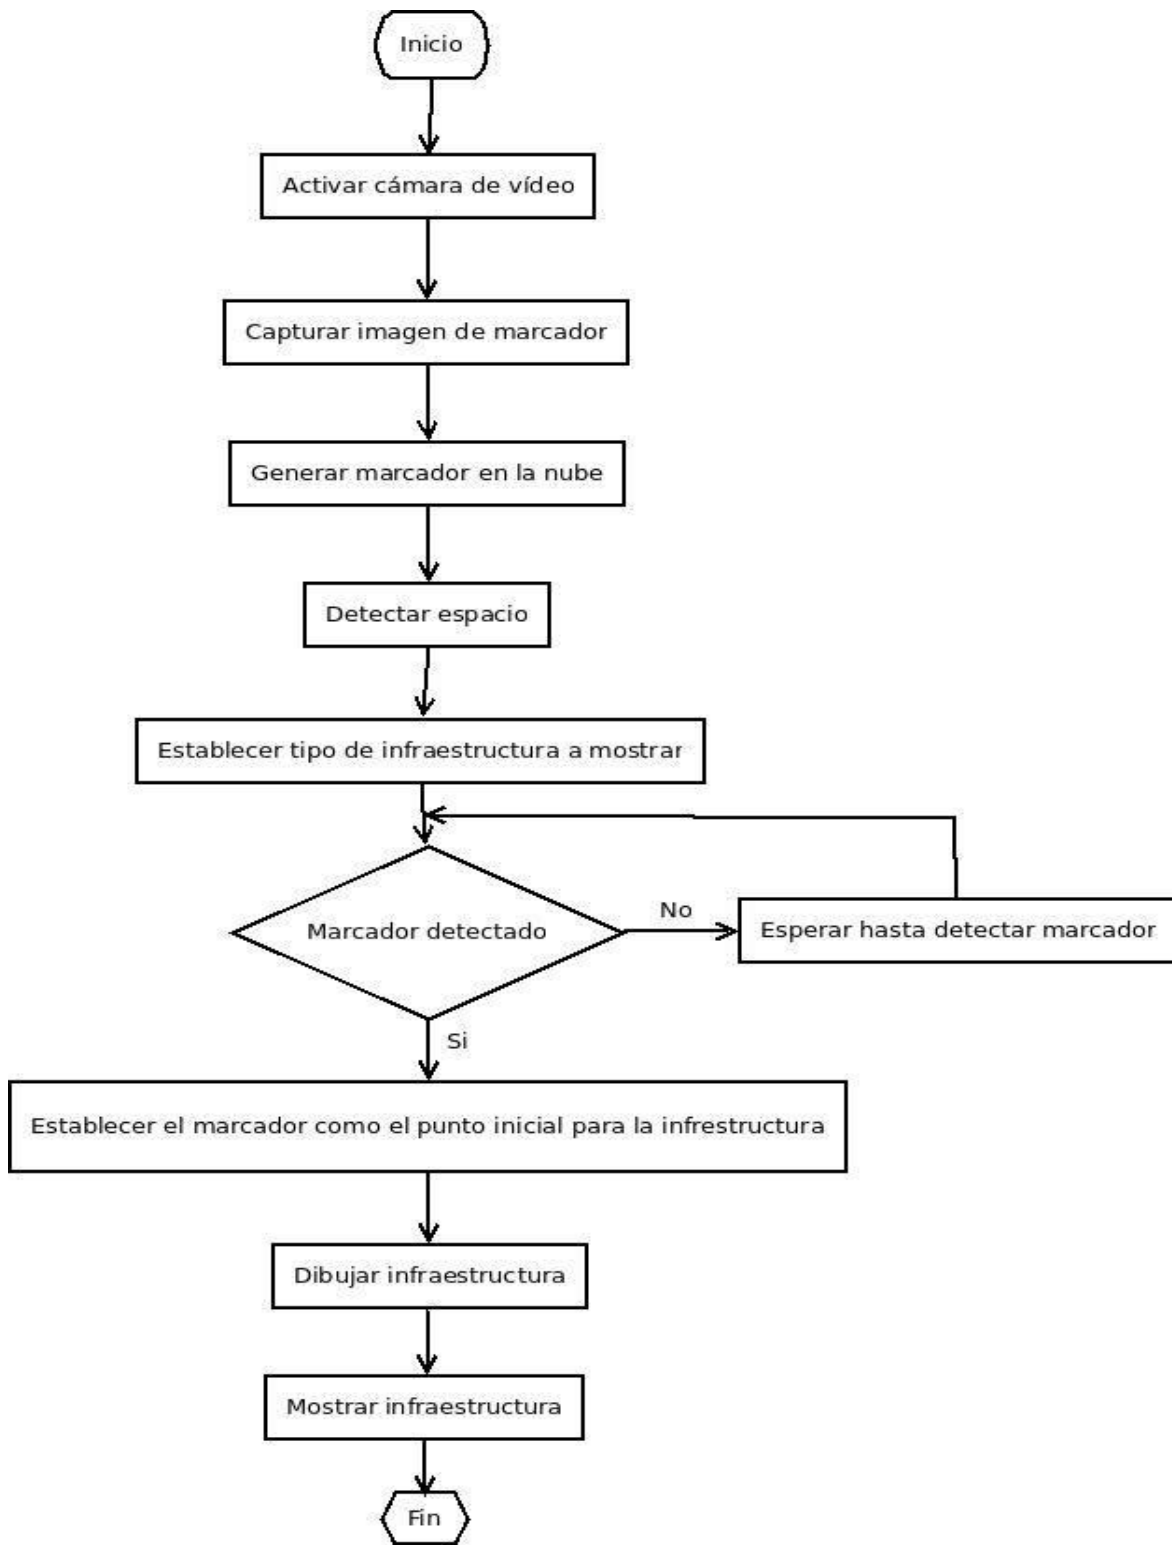 Inicio
Activar cámara de vídeo
Capturar imagen de marcador
Generar marcador en la nube
Detectar espacio
Establecer tipo de infraestructura a mostrar
Marcador detectado
No
Esperar hasta detectar marcador
Si
Establecer el marcador como el punto inicial para la infrestructura
Dibujar infraestructura
Mostrar infraestructura
Fin